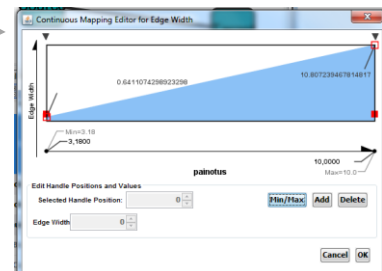 Continuous Mapping Editor for Edge Width
10.807239467814817
0.6411074298923298
Edge Width
Min=3.18
3,1800
10,0000
painotus
Max=10.0
Edit Handle Positions and Values
Selected Handle Position: 0
Min/Max Add Delete
Edge Width 0
Cancel OK